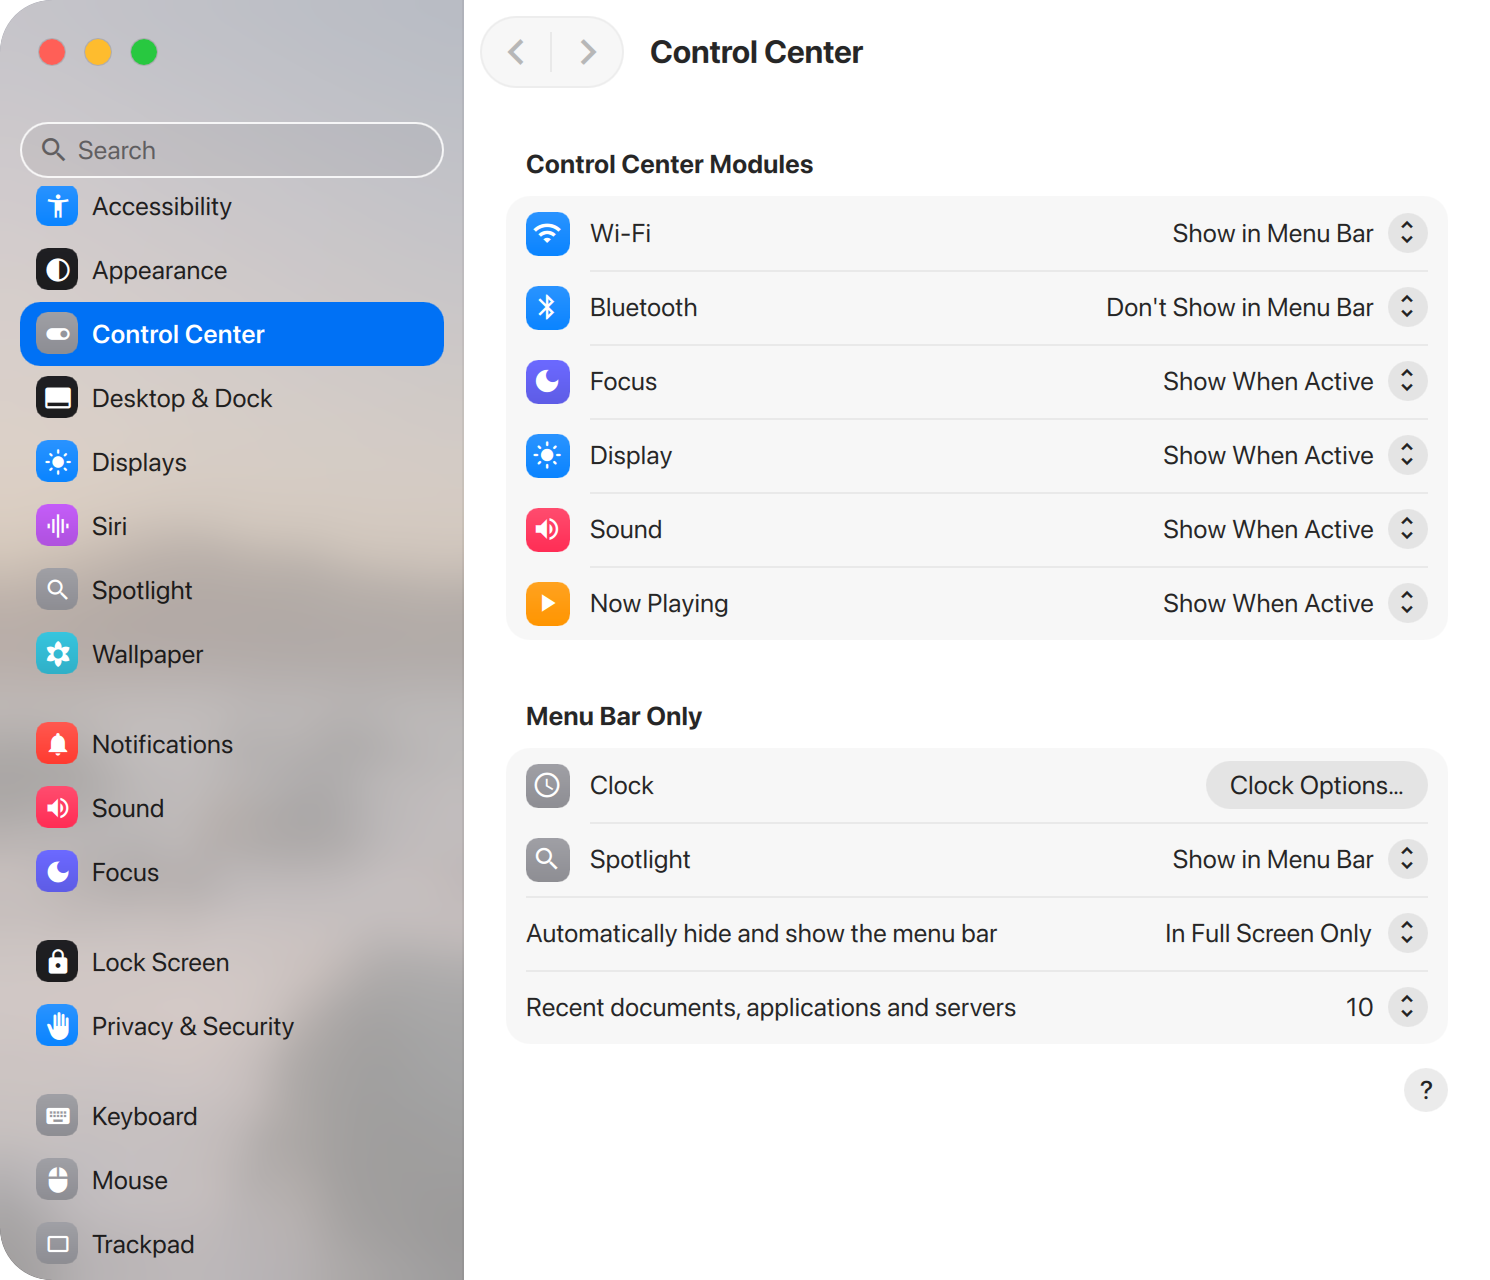 Control Center
Search
Accessibility
Appearance
Control Center
Desktop & Dock
Displays
Siri
Spotlight
Wallpaper
Notifications
Sound
Focus
Lock Screen
Privacy & Security
Keyboard
Mouse
Trackpad
Control Center Modules
Wi-Fi Show in Menu Bar
Bluetooth Don't Show in Menu Bar
Focus Show When Active
Display Show When Active
Sound Show When Active
Now Playing Show When Active
Menu Bar Only
Clock Clock Options...
Spotlight Show in Menu Bar
Automatically hide and show the menu bar In Full Screen Only
Recent documents, applications and servers 10
?